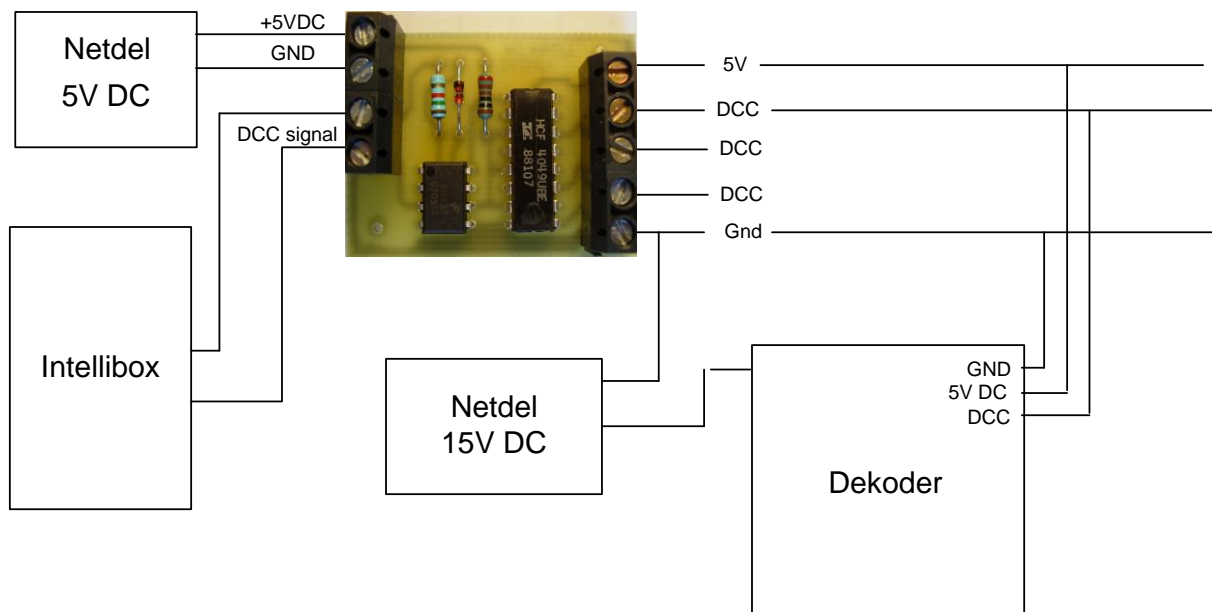 Netdel
5V DC
+5VDC
GND
DCC signal
HCF 4049UBE
88107
5V
DCC
DCC
DCC
Gnd
Intellibox
Netdel
15V DC
GND
5V DC
DCC
Dekoder